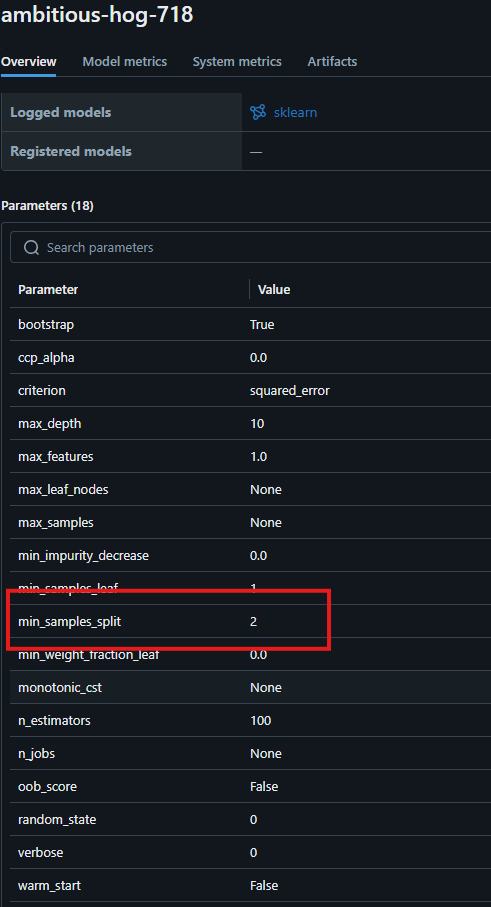 ambitious-hog-718
Overview Model metrics System metrics Artifacts
Logged models sklearn
Registered models —
Parameters (18)
Search parameters
Parameter Value
bootstrap True
ccp_alpha 0.0
criterion squared_error
max_depth 10
max_features 1.0
max_leaf_nodes None
max_samples None
min_impurity_decrease 0.0
min_samples_leaf 1
min_samples_split 2
min_weight_fraction_leaf 0.0
monotonic_cst None
n_estimators 100
n_jobs None
oob_score False
random_state 0
verbose 0
warm_start False